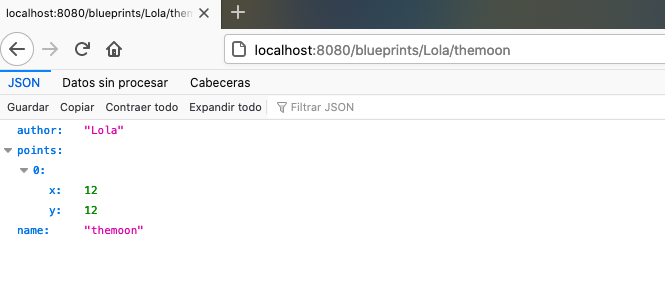 localhost:8080/blueprints/Lola/them
localhost:8080/blueprints/Lola/themoon
JSON Datos sin procesar Cabeceras
Guardar Copiar Contraer todo Expandir todo Filtrar JSON
author: "Lola"
points:
0:
x: 12
y: 12
name: "themoon"